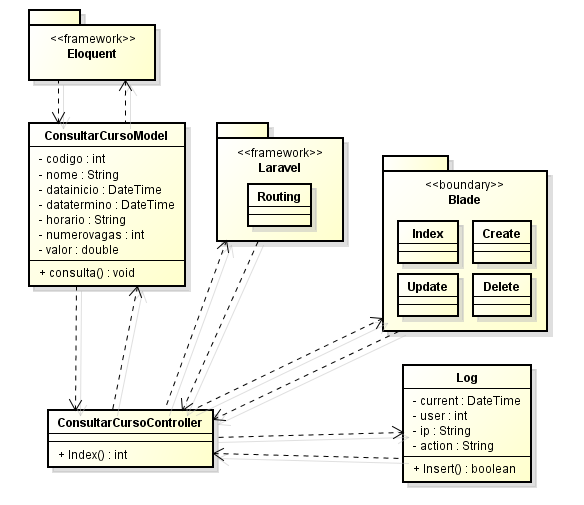 <<framework>>
Eloquent
ConsultarCursoModel
- codigo : int
- nome : String
- datainicio : DateTime
- datatermino : DateTime
- horario : String
- numerovagas : int
- valor : double
+ consulta() : void
<<framework>>
Laravel
Routing
<<boundary>>
Blade
Index
Create
Update
Delete
ConsultarCursoController
+ Index() : int
Log
- current : DateTime
- user : int
- ip : String
- action : String
+ Insert() : boolean